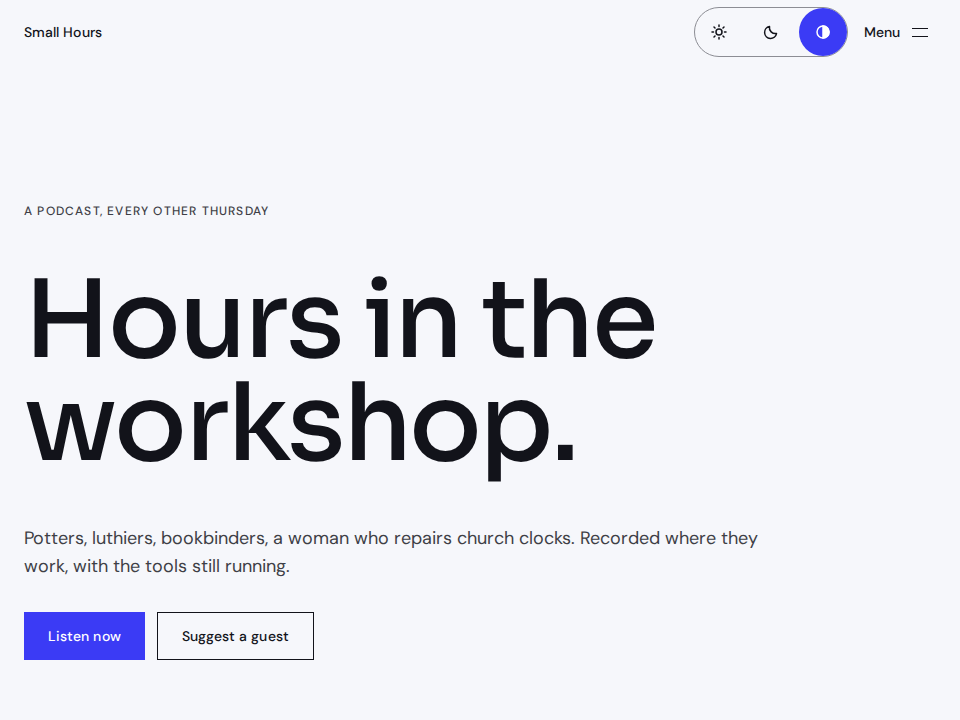 Small Hours
Menu
A PODCAST, EVERY OTHER THURSDAY
Hours in the
workshop.
Potters, luthiers, bookbinders, a woman who repairs church clocks. Recorded where they
work, with the tools still running.
Listen now
Suggest a guest